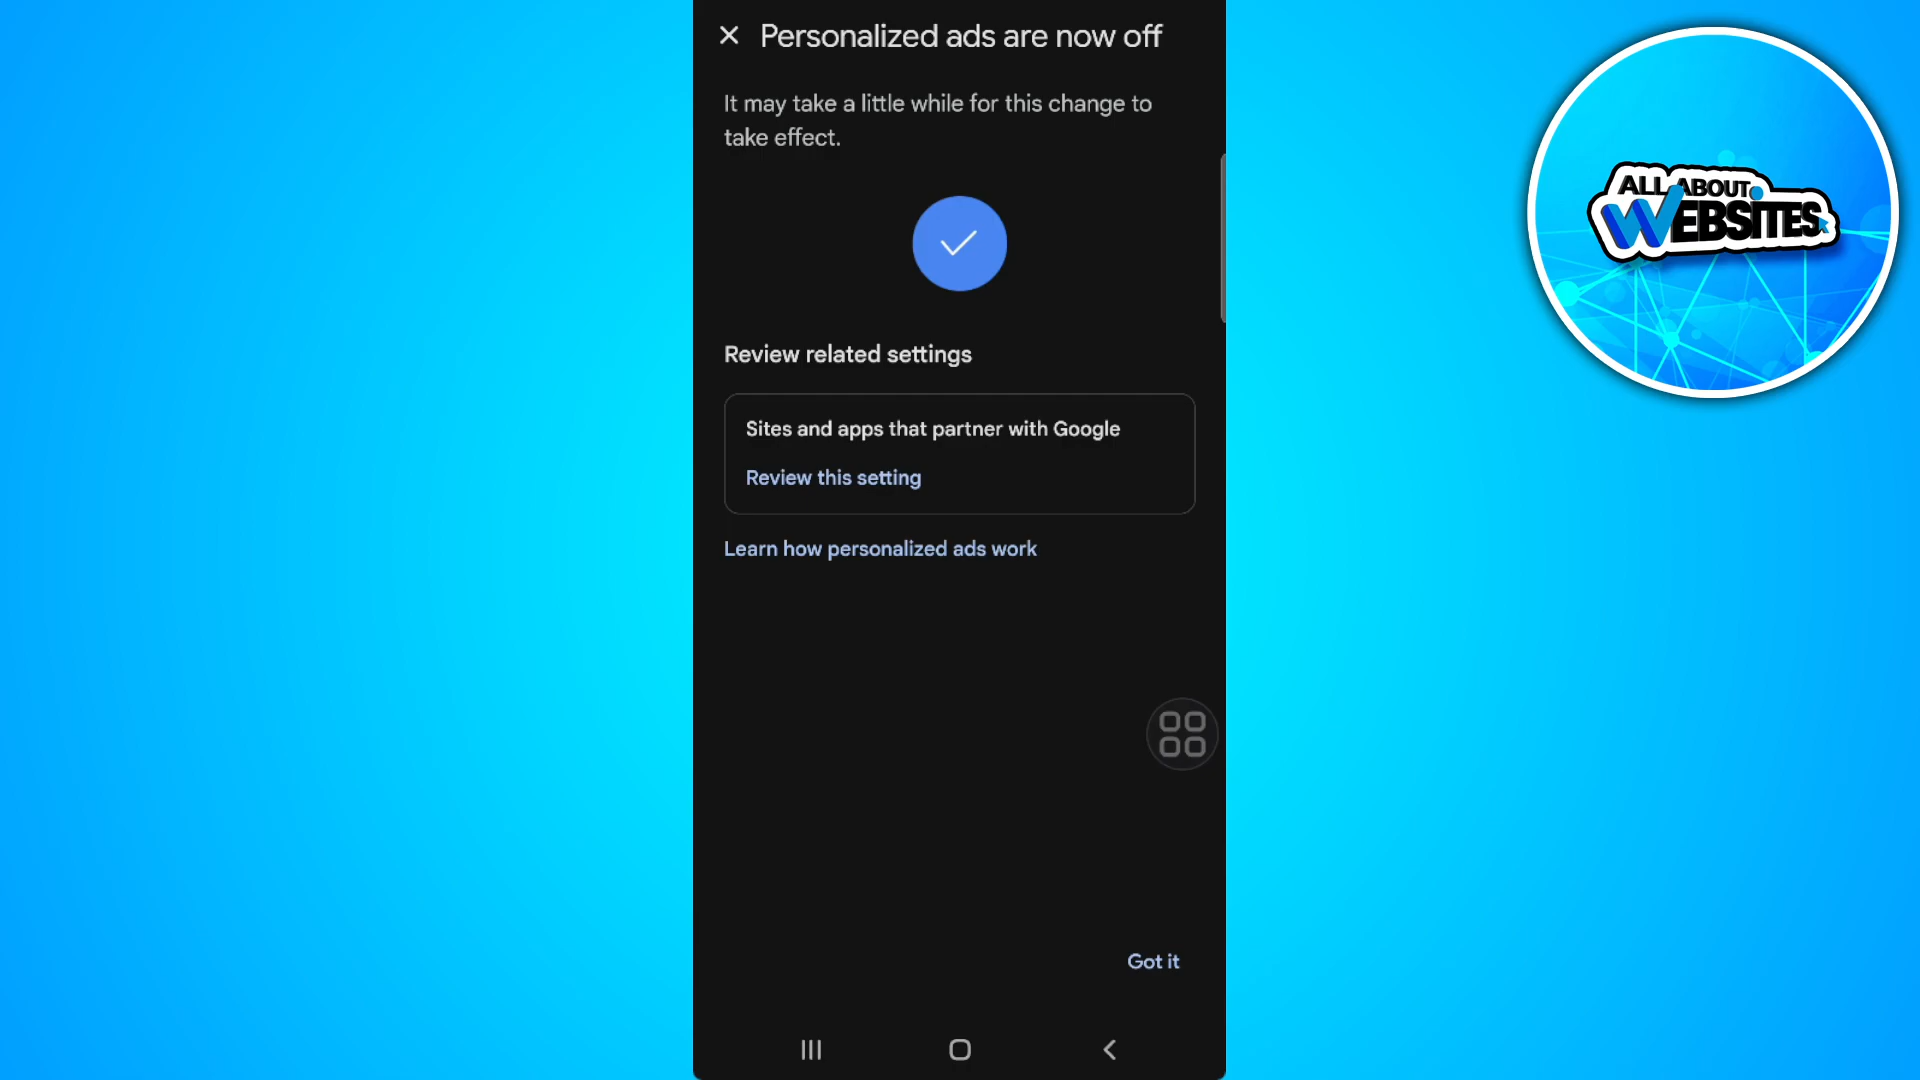 Personalized ads are now off
It may take a little while for this change to
take effect.
Review related settings
Sites and apps that partner with Google
Review this setting
Learn how personalized ads work
Got it
ALL ABOUT
WEBSITES